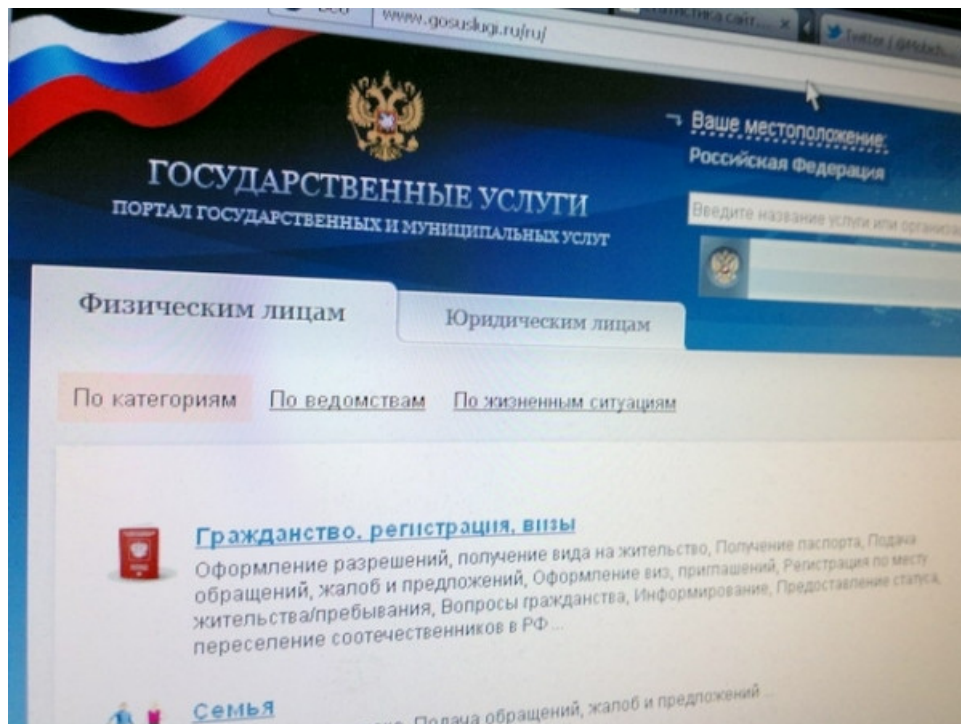 www.gosuslugi.ru/ru/
Twitter
ГОСУДАРСТВЕННЫЕ УСЛУГИ
ПОРТАЛ ГОСУДАРСТВЕННЫХ И МУНИЦИПАЛЬНЫХ УСЛУГ
Ваше местоположение:
Российская Федерация
Введите название услуги или
Физическим лицам
Юридическим лицам
По категориям По ведомствам По жизненным ситуациям
Гражданство, регистрация, визы
Оформление разрешений, получение вида на жительство, Получение паспорта, Подача
обращений, жалоб и предложений, Оформление виз, приглашений, Регистрация по месту
жительства/пребывания, Вопросы гражданства, Информирование, Предоставление статуса,
переселение соотечественников в РФ ...
Семья
Подача обращений, жалоб и предложений ...